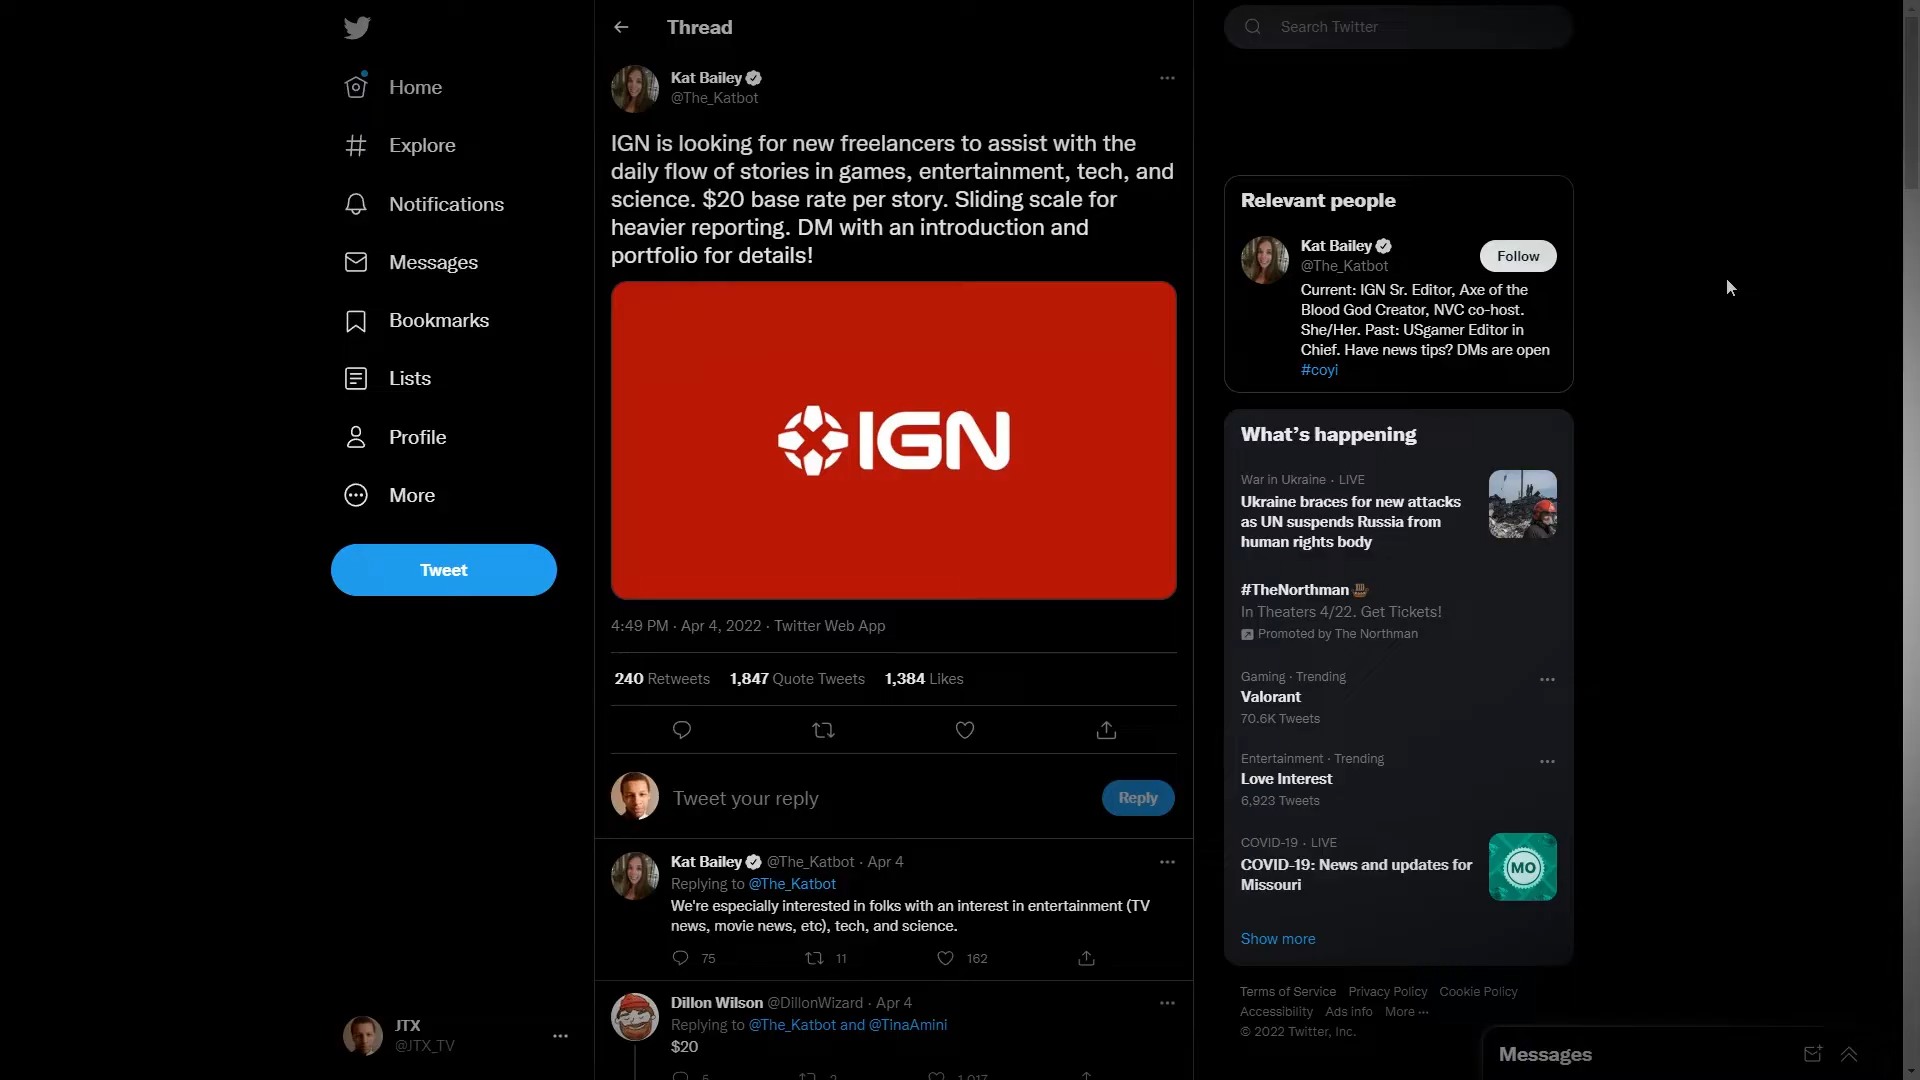 Home
Explore
Notifications
Messages
Bookmarks
Lists
Profile
More
Tweet
JTX
@JTX_TV
Thread
Kat Bailey
@The_Katbot
IGN is looking for new freelancers to assist with the
daily flow of stories in games, entertainment, tech, and
science. $20 base rate per story. Sliding scale for
heavier reporting. DM with an introduction and
portfolio for details!
IGN
4:49 PM · Apr 4, 2022 · Twitter Web App
240 Retweets 1,847 Quote Tweets 1,384 Likes
Tweet your reply
Reply
Kat Bailey @The_Katbot · Apr 4
Replying to @The_Katbot
We're especially interested in folks with an interest in entertainment (TV
news, movie news, etc), tech, and science.
75 11 162
Dillon Wilson @DillonWizard · Apr 4
Replying to @The_Katbot and @TinaAmini
$20
5 2 1,017
Search Twitter
Relevant people
Kat Bailey
@The_Katbot
Follow
Current: IGN Sr. Editor, Axe of the
Blood God Creator, NVC co-host.
She/Her. Past: USgamer Editor in
Chief. Have news tips? DMs are open
#coyi
What's happening
War in Ukraine · LIVE
Ukraine braces for new attacks
as UN suspends Russia from
human rights body
#TheNorthman
In Theaters 4/22. Get Tickets!
Promoted by The Northman
Gaming · Trending
Valorant
70.6K Tweets
Entertainment · Trending
Love Interest
6,923 Tweets
COVID-19 · LIVE
COVID-19: News and updates for
Missouri
MO
Show more
Terms of Service Privacy Policy Cookie Policy
Accessibility Ads info More ···
© 2022 Twitter, Inc.
Messages